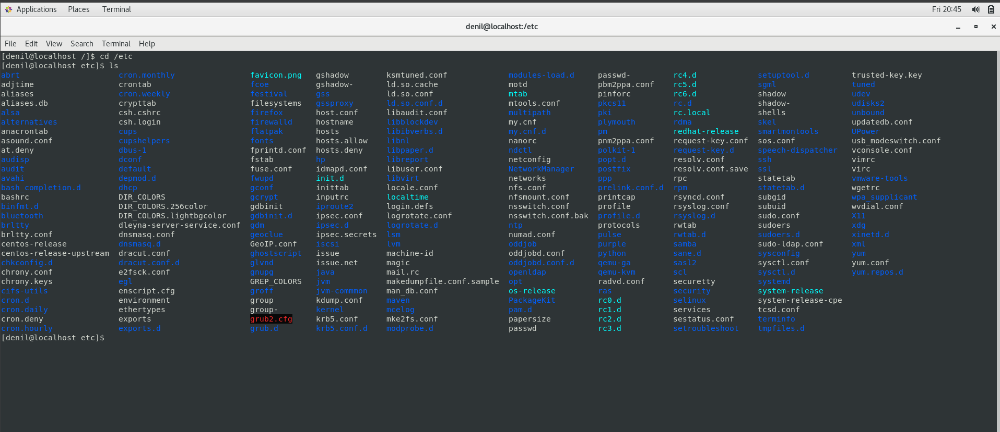 Applications Places Terminal Fri 20:45
denil@localhost:/etc
File Edit View Search Terminal Help
[denil@localhost /]$ cd /etc
[denil@localhost etc]$ ls
abrt cron.monthly favicon.png gshadow ksmtuned.conf modules-load.d passwd- rc4.d setuptool.d trusted-key.key
adjtime crontab fcoe gshadow- ld.so.cache motd pbm2ppa.conf rc5.d sgml tuned
aliases cron.weekly festival gss ld.so.conf mtab pinforc rc6.d shadow udev
aliases.db crypttab filesystems gssproxy ld.so.conf.d mtools.conf pkcs11 rc.d shadow- udisks2
alsa csh.cshrc firefox host.conf libaudit.conf multipath pki rc.local shells unbound
alternatives csh.login firewalld hostname libblockdev my.cnf plymouth rdma skel updatedb.conf
anacrontab cups flatpak hosts libibverbs.d my.cnf.d pm redhat-release smartmontools UPower
asound.conf cupshelpers fonts hosts.allow libnl nanorc pnm2ppa.conf request-key.conf sos.conf usb_modeswitch.conf
at.deny dbus-1 fprintd.conf hosts.deny libpaper.d ndctl polkit-1 request-key.d speech-dispatcher vconsole.conf
audisp dconf fstab hp libreport netconfig popt.d resolv.conf ssh vimrc
audit default fuse.conf idmapd.conf libuser.conf NetworkManager postfix resolv.conf.save ssl virc
avahi depmod.d fwupd init.d libvirt networks ppp rpc statetab vmware-tools
bash_completion.d dhcp gconf inittab locale.conf nfs.conf prelink.conf.d rpm statetab.d wgetrc
bashrc DIR_COLORS gcrypt inputrc localtime nfsmount.conf printcap rsyncd.conf subgid wpa_supplicant
binfmt.d DIR_COLORS.256color gdbinit iproute2 login.defs nsswitch.conf profile rsyslog.conf subuid wvdial.conf
bluetooth DIR_COLORS.lightbgcolor gdbinit.d ipsec.conf logrotate.conf nsswitch.conf.bak profile.d rsyslog.d sudo.conf X11
brltty dleyna-server-service.conf gdm ipsec.d logrotate.d ntp protocols rwtab sudoers xdg
brltty.conf dnsmasq.conf geoclue ipsec.secrets lsm numad.conf pulse rwtab.d sudoers.d xinetd.d
centos-release dnsmasq.d GeoIP.conf iscsi lvm oddjob purple samba sudo-ldap.conf xml
centos-release-upstream dracut.conf ghostscript issue machine-id oddjobd.conf python sane.d sysconfig yum
chkconfig.d dracut.conf.d glvnd issue.net magic oddjobd.conf.d qemu-ga sasl2 sysctl.conf yum.conf
chrony.conf e2fsck.conf gnupg java mail.rc openldap qemu-kvm scl sysctl.d yum.repos.d
chrony.keys egl GREP_COLORS jvm makedumpfile.conf.sample opt radvd.conf securetty systemd
cifs-utils enscript.cfg groff jvm-commmon man_db.conf os-release ras security system-release
cron.d environment group kdump.conf maven PackageKit rc0.d selinux system-release-cpe
cron.daily ethertypes group- kernel mcelog pam.d rc1.d services tcsd.conf
cron.deny exports grub2.cfg krb5.conf mke2fs.conf papersize rc2.d sestatus.conf terminfo
cron.hourly exports.d grub.d krb5.conf.d modprobe.d passwd rc3.d setroubleshoot tmpfiles.d
[denil@localhost etc]$